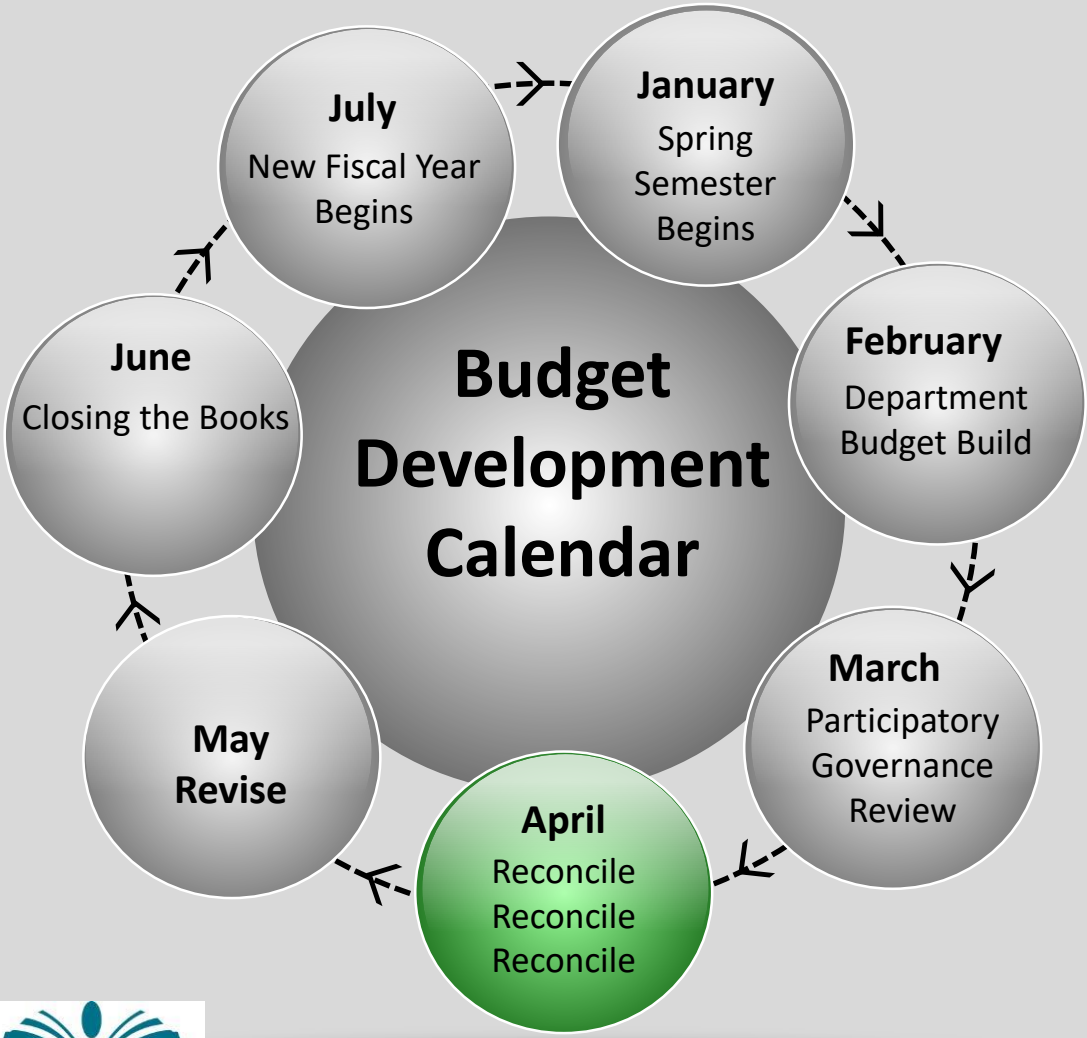 Budget
Development
Calendar
January
Spring
Semester
Begins
February
Department
Budget Build
March
Participatory
Governance
Review
April
Reconcile
Reconcile
Reconcile
May
Revise
June
Closing the Books
July
New Fiscal Year
Begins